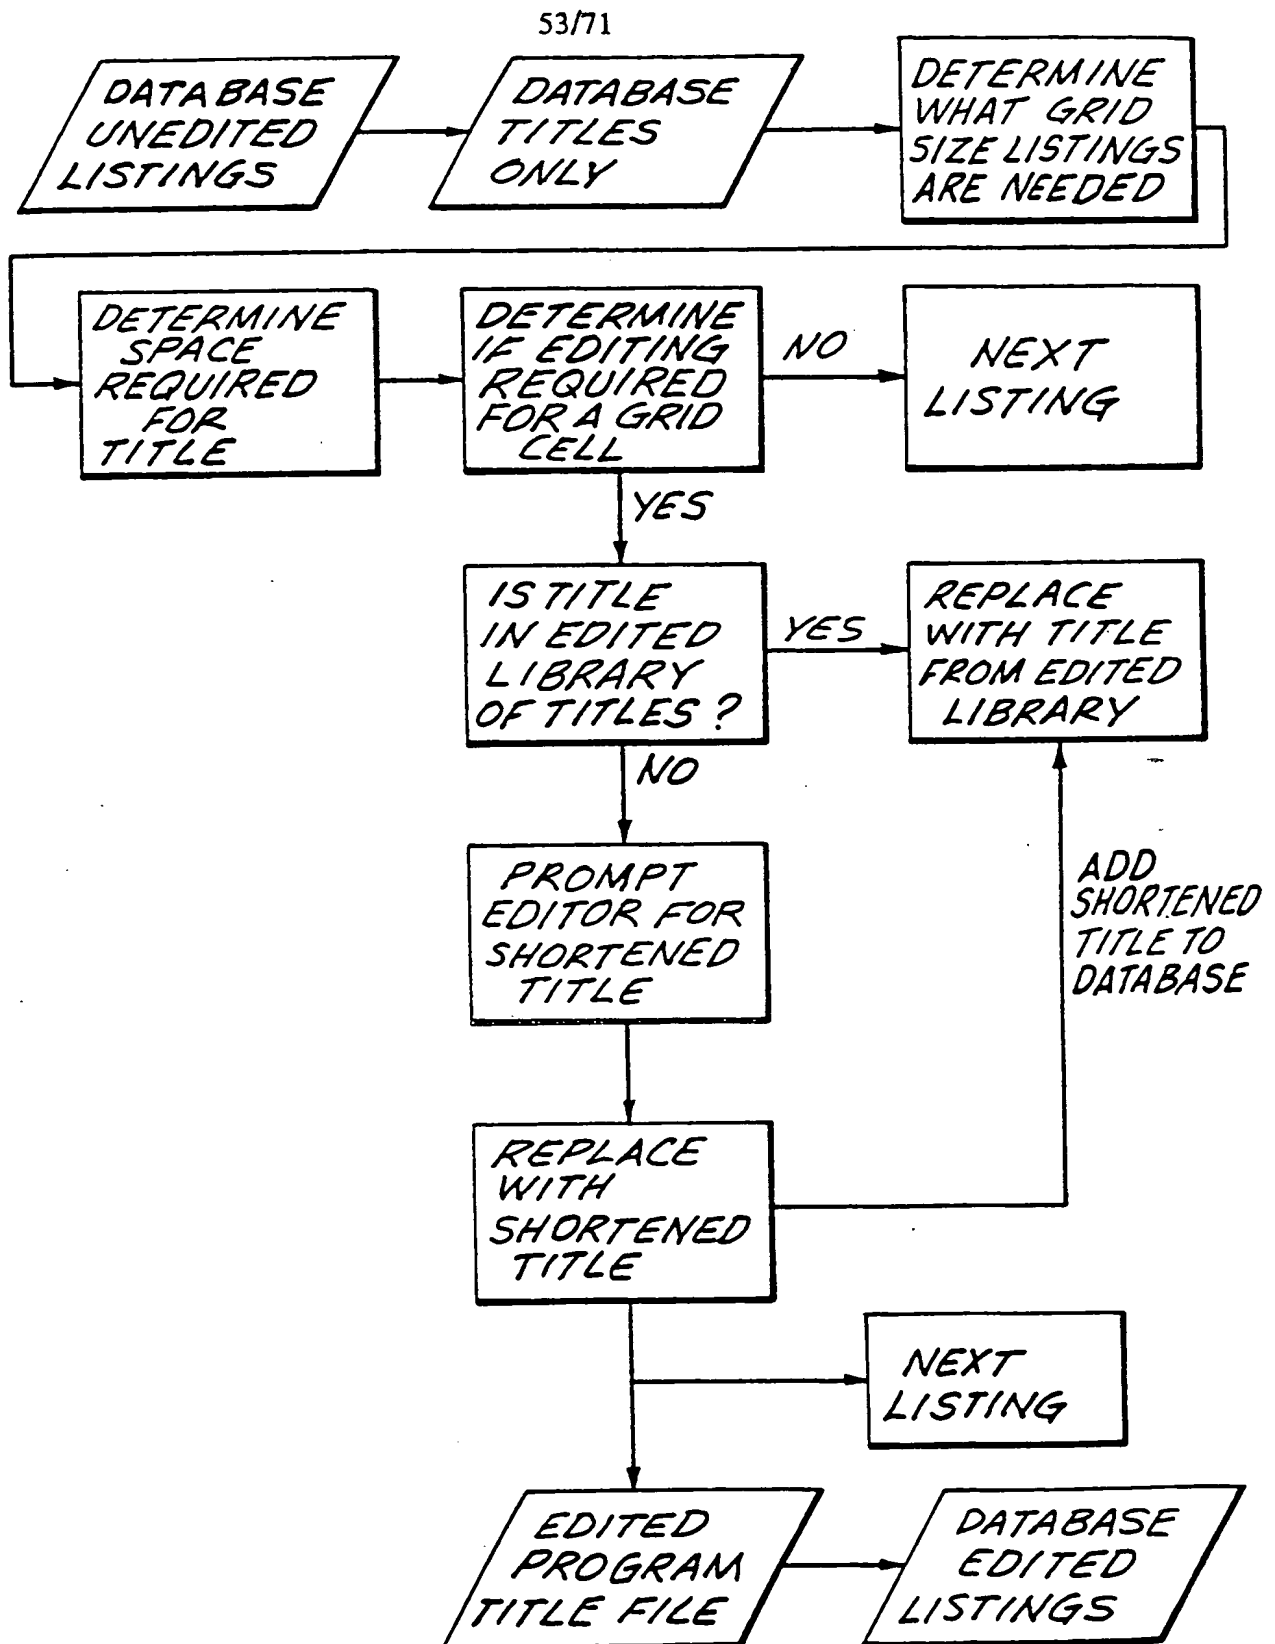 53/71
DATABASE
UNEDITED
LISTINGS
DATABASE
TITLES
ONLY
DETERMINE
WHAT GRID
SIZE LISTINGS
ARE NEEDED
DETERMINE
SPACE
REQUIRED
FOR
TITLE
DETERMINE
IF EDITING
REQUIRED
FOR A GRID
CELL
NO
NEXT
LISTING
YES
IS TITLE
IN EDITED
LIBRARY
OF TITLES?
YES
REPLACE
WITH TITLE
FROM EDITED
LIBRARY
NO
PROMPT
EDITOR FOR
SHORTENED
TITLE
ADD
SHORTENED
TITLE TO
DATABASE
REPLACE
WITH
SHORTENED
TITLE
NEXT
LISTING
EDITED
PROGRAM
TITLE FILE
DATABASE
EDITED
LISTINGS